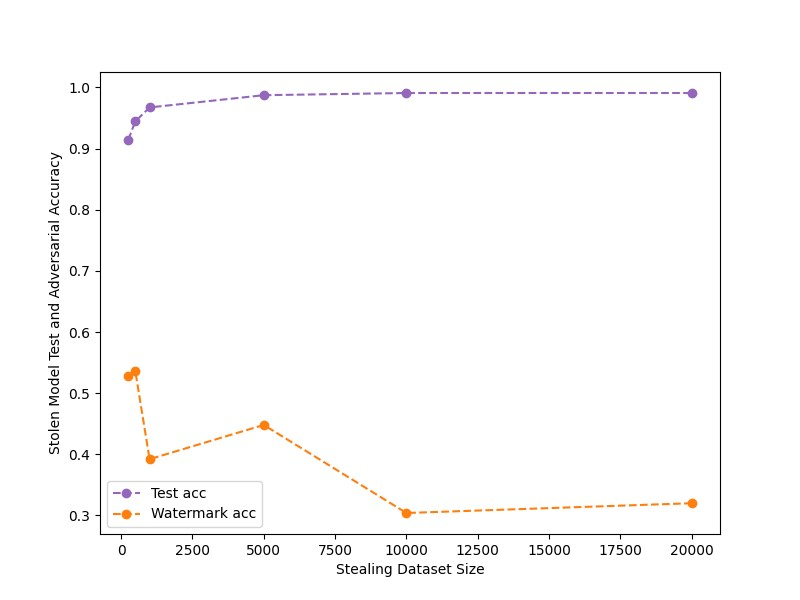 1.0
0.9
0.8
0.7
0.6
0.5
0.4
0.3
Stolen Model Test and Adversarial Accuracy
Test acc
Watermark acc
0 2500 5000 7500 10000 12500 15000 17500 20000
Stealing Dataset Size